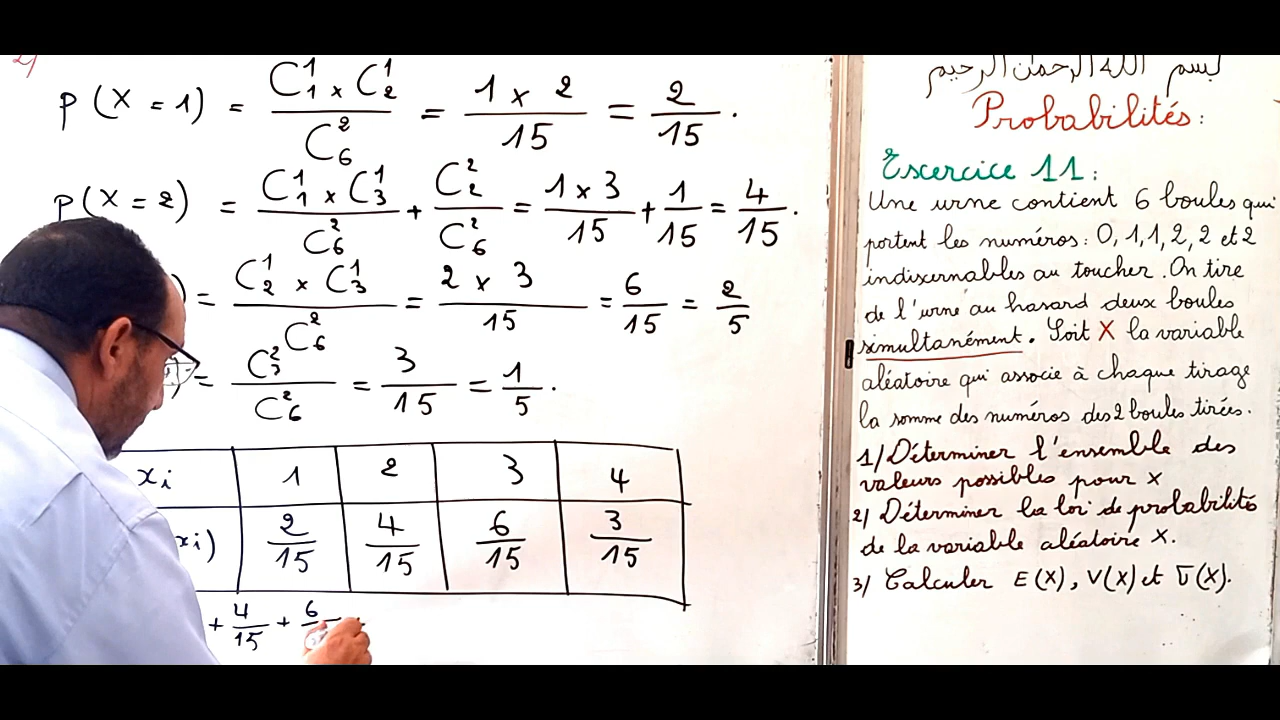 2/
P(X = 1) = C¹₁ × C¹₂ / C²₆ = 1 × 2 / 15 = 2/15 .
P(X = 2) = C¹₁ × C¹₃ / C²₆ + C²₂ / C²₆ = 1 × 3 / 15 + 1/15 = 4/15 .
) = C¹₂ × C¹₃ / C²₆ = 2 × 3 / 15 = 6/15 = 2/5
= C²₃ / C²₆ = 3/15 = 1/5 .
xi 1 2 3 4
xi) 2/15 4/15 6/15 3/15
+ 4/15 + 6
بسم الله الرحمان الرحيم
Probabilités :
Exercice 11 :
Une urne contient 6 boules qui
portent les numéros : 0, 1, 1, 2, 2 et 2
indiscernables au toucher . On tire
de l'urne au hasard deux boules
simultanément . Soit X la variable
aléatoire qui associe à chaque tirage
la somme des numéros des 2 boules tirées .
1/ Déterminer l'ensemble des
valeurs possibles pour X
2/ Déterminer la loi de probabilité
de la variable aléatoire X .
3/ Calculer E(X) , V(X) et σ(X) .